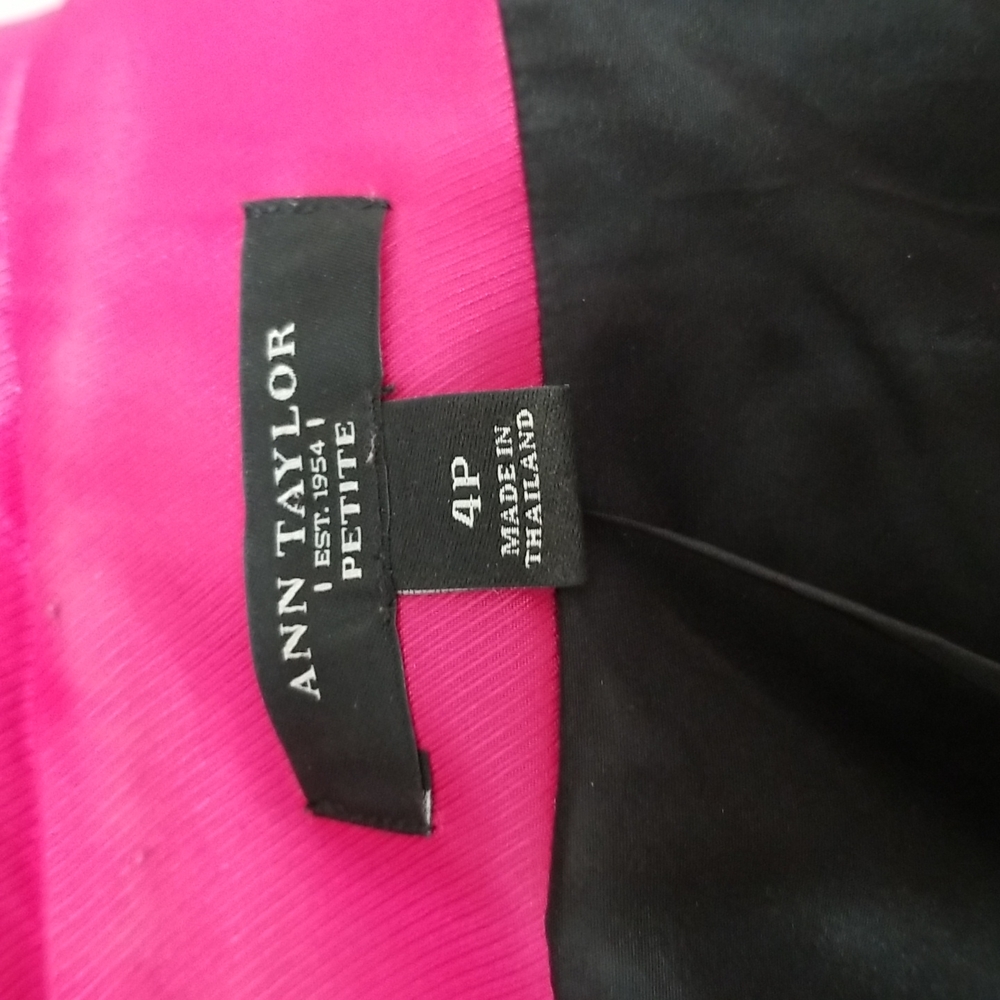 ANN TAYLOR
EST. 1954
PETITE
4P
MADE IN
THAILAND